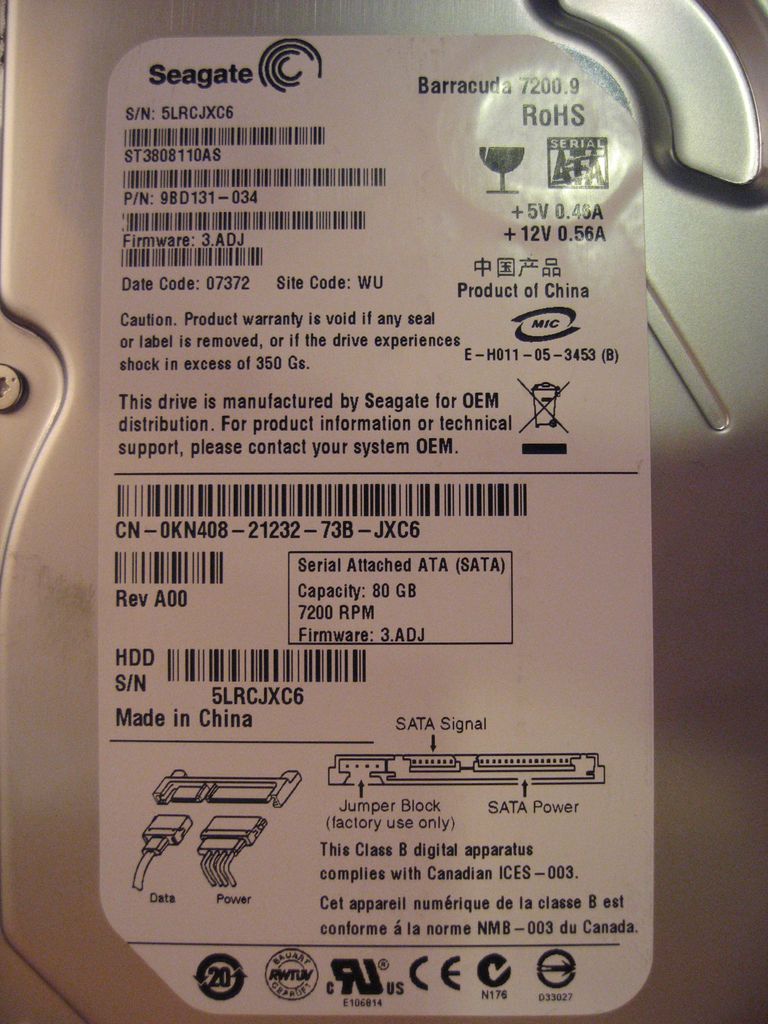 Seagate
Barracuda 7200.9
RoHS
S/N: 5LRCJXC6
ST3808110AS
SERIAL
ATA
P/N: 9BD131-034
+5V 0.46A
+12V 0.56A
Firmware: 3.ADJ
中国产品
Date Code: 07372 Site Code: WU
Product of China
Caution. Product warranty is void if any seal
or label is removed, or if the drive experiences
shock in excess of 350 Gs.
MIC
E-H011-05-3453 (B)
This drive is manufactured by Seagate for OEM
distribution. For product information or technical
support, please contact your system OEM.
CN-0KN408-21232-73B-JXC6
Rev A00
Serial Attached ATA (SATA)
Capacity: 80 GB
7200 RPM
Firmware: 3.ADJ
HDD
S/N
5LRCJXC6
Made in China
SATA Signal
Jumper Block
(factory use only)
SATA Power
Data
Power
This Class B digital apparatus
complies with Canadian ICES-003.
Cet appareil numérique de la classe B est
conforme á la norme NMB-003 du Canada.
20
BAUART
RWTUV
GEPRÜFT
c RU ® US
E106814
CE
N176
D33027